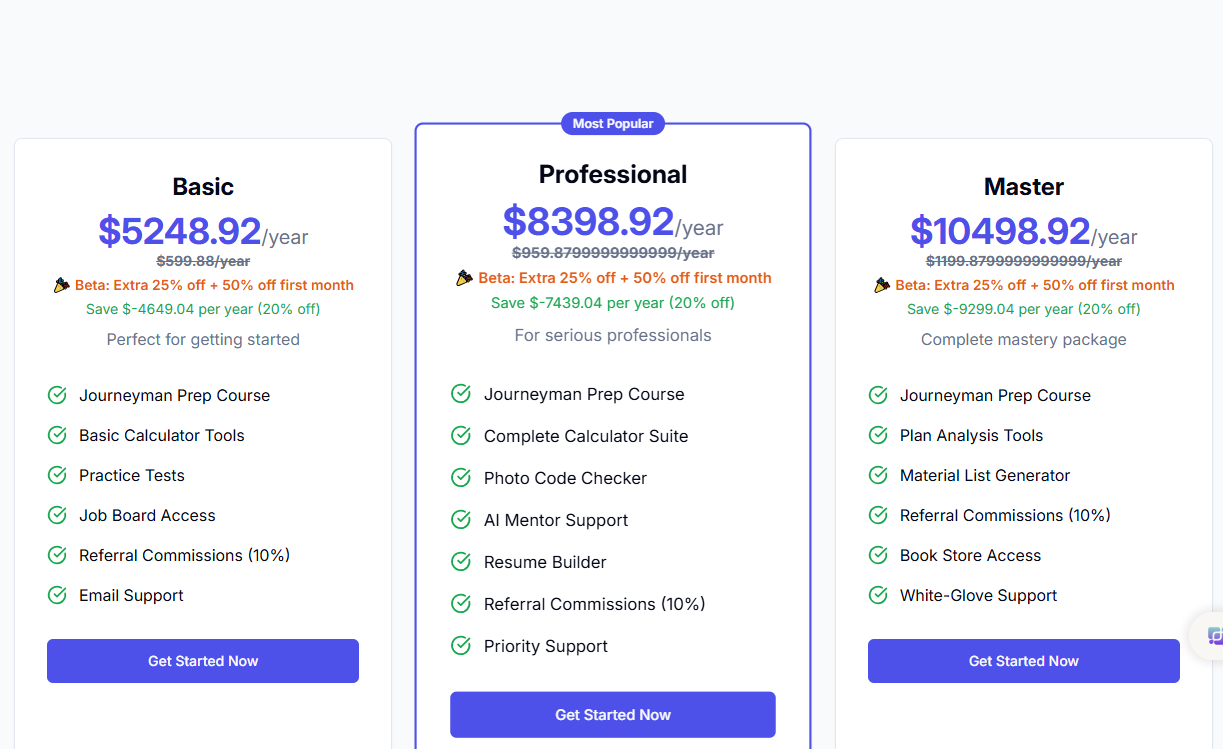 Basic
$5248.92/year
$599.88/year
🎉 Beta: Extra 25% off + 50% off first month
Save $-4649.04 per year (20% off)
Perfect for getting started
Journeyman Prep Course
Basic Calculator Tools
Practice Tests
Job Board Access
Referral Commissions (10%)
Email Support
Get Started Now
Most Popular
Professional
$8398.92/year
$959.8799999999999/year
🎉 Beta: Extra 25% off + 50% off first month
Save $-7439.04 per year (20% off)
For serious professionals
Journeyman Prep Course
Complete Calculator Suite
Photo Code Checker
AI Mentor Support
Resume Builder
Referral Commissions (10%)
Priority Support
Get Started Now
Master
$10498.92/year
$1199.8799999999999/year
🎉 Beta: Extra 25% off + 50% off first month
Save $-9299.04 per year (20% off)
Complete mastery package
Journeyman Prep Course
Plan Analysis Tools
Material List Generator
Referral Commissions (10%)
Book Store Access
White-Glove Support
Get Started Now